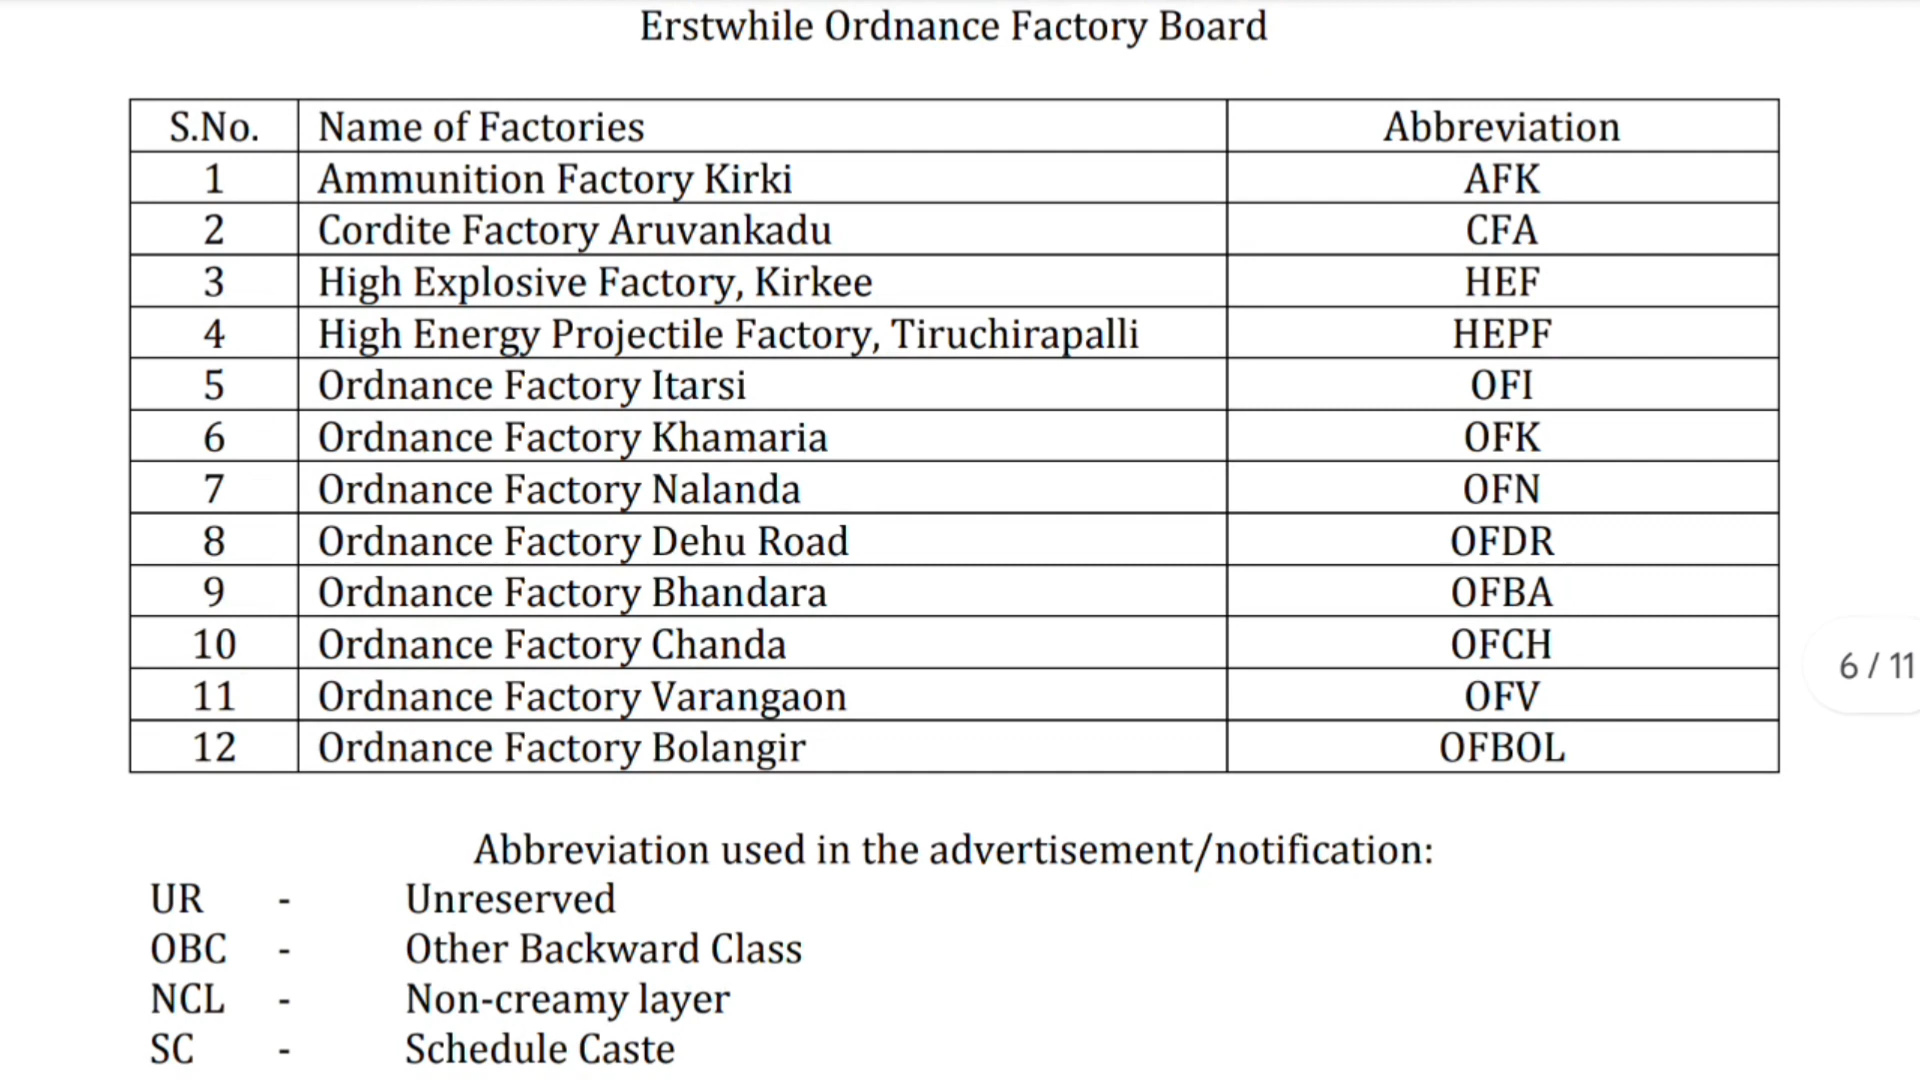 Erstwhile Ordnance Factory Board
S.No. Name of Factories Abbreviation
1 Ammunition Factory Kirki AFK
2 Cordite Factory Aruvankadu CFA
3 High Explosive Factory, Kirkee HEF
4 High Energy Projectile Factory, Tiruchirapalli HEPF
5 Ordnance Factory Itarsi OFI
6 Ordnance Factory Khamaria OFK
7 Ordnance Factory Nalanda OFN
8 Ordnance Factory Dehu Road OFDR
9 Ordnance Factory Bhandara OFBA
10 Ordnance Factory Chanda OFCH
11 Ordnance Factory Varangaon OFV
12 Ordnance Factory Bolangir OFBOL
6 / 11
Abbreviation used in the advertisement/notification:
UR - Unreserved
OBC - Other Backward Class
NCL - Non-creamy layer
SC - Schedule Caste